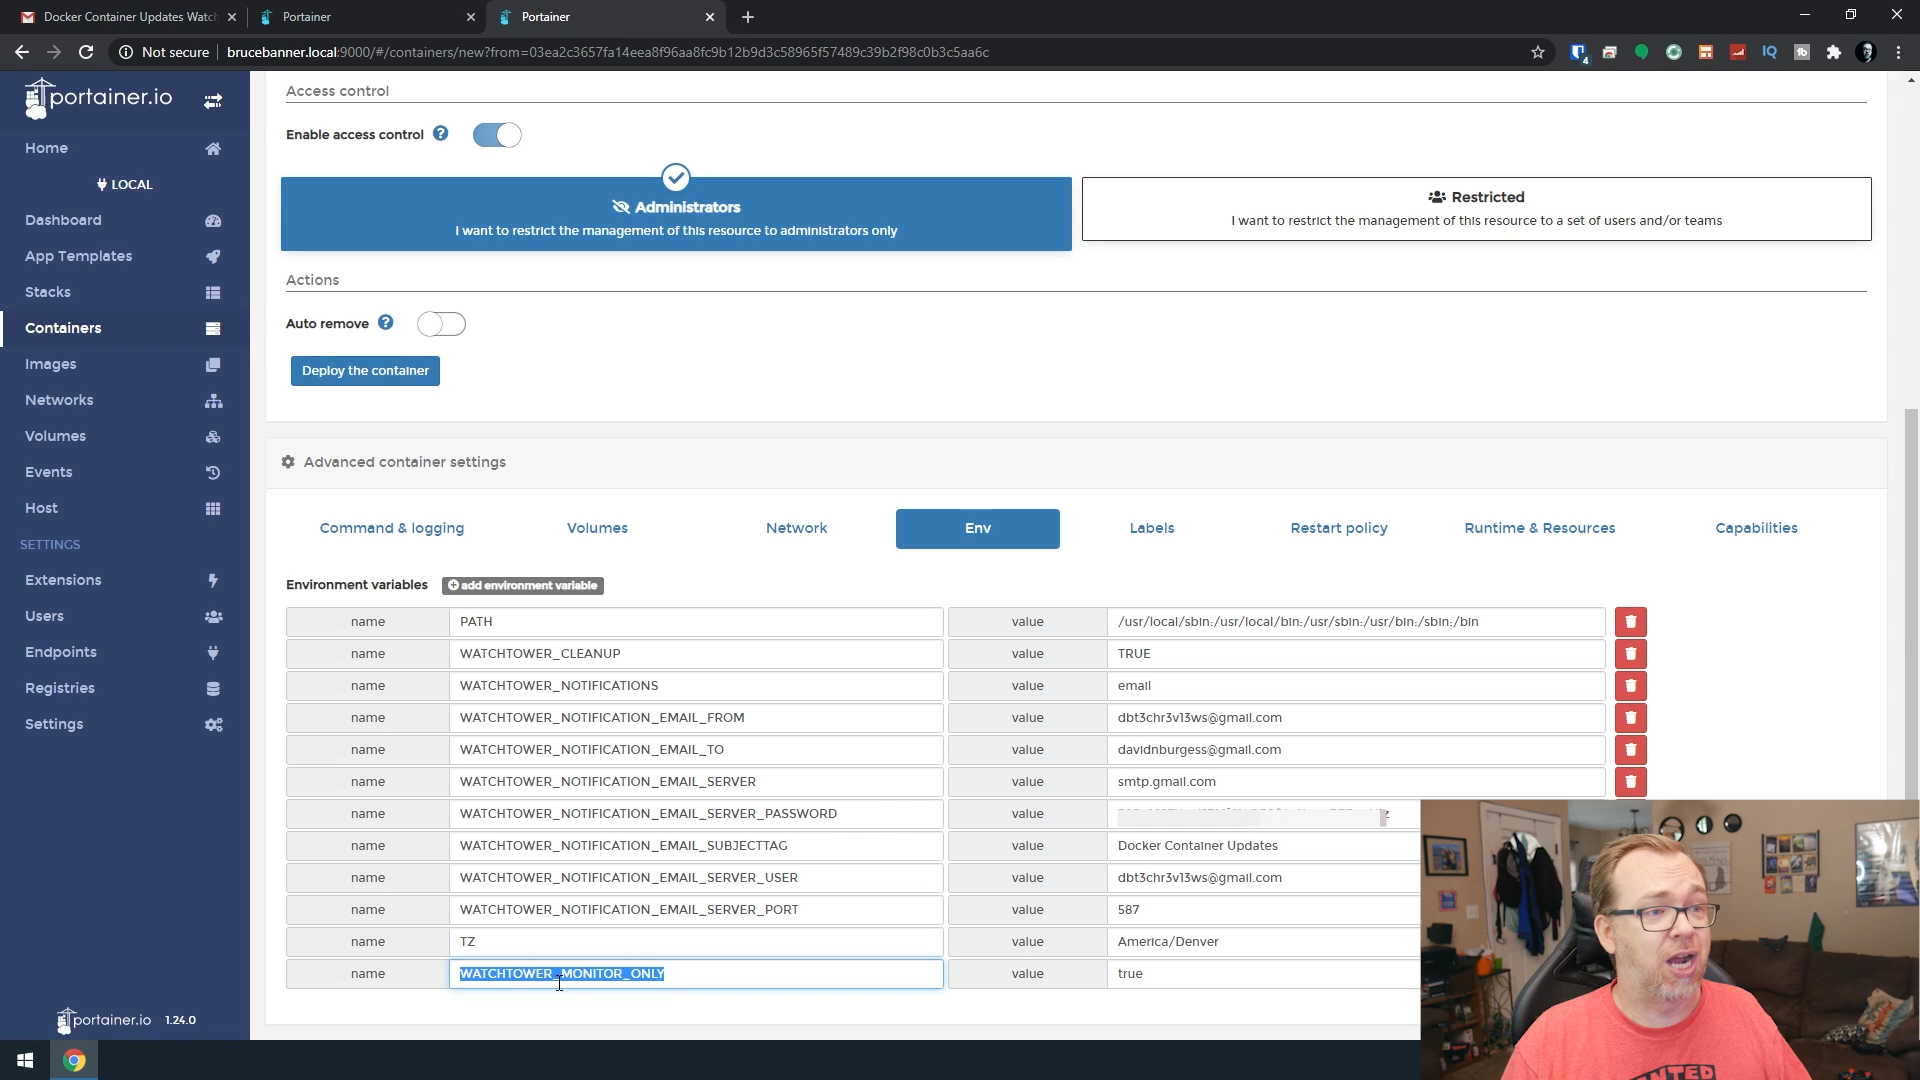 Docker Container Updates Watch
Portainer
Portainer
Not secure
brucebanner.local:9000/#/containers/new?from=03ea2c3657fa14eea8f96aa8fc9b12b9d3c58965f57489c39b2f98c0b3c5aa6c
4
IQ
portainer.io
Home
LOCAL
Dashboard
App Templates
Stacks
Containers
Images
Networks
Volumes
Events
Host
SETTINGS
Extensions
Users
Endpoints
Registries
Settings
portainer.io 1.24.0
Access control
Enable access control
Administrators
I want to restrict the management of this resource to administrators only
Restricted
I want to restrict the management of this resource to a set of users and/or teams
Actions
Auto remove
Deploy the container
Advanced container settings
Command & logging Volumes Network Env Labels Restart policy Runtime & Resources Capabilities
Environment variables add environment variable
name PATH value /usr/local/sbin:/usr/local/bin:/usr/sbin:/usr/bin:/sbin:/bin
name WATCHTOWER_CLEANUP value TRUE
name WATCHTOWER_NOTIFICATIONS value email
name WATCHTOWER_NOTIFICATION_EMAIL_FROM value dbt3chr3v13ws@gmail.com
name WATCHTOWER_NOTIFICATION_EMAIL_TO value davidnburgess@gmail.com
name WATCHTOWER_NOTIFICATION_EMAIL_SERVER value smtp.gmail.com
name WATCHTOWER_NOTIFICATION_EMAIL_SERVER_PASSWORD value
name WATCHTOWER_NOTIFICATION_EMAIL_SUBJECTTAG value Docker Container Updates
name WATCHTOWER_NOTIFICATION_EMAIL_SERVER_USER value dbt3chr3v13ws@gmail.com
name WATCHTOWER_NOTIFICATION_EMAIL_SERVER_PORT value 587
name TZ value America/Denver
name WATCHTOWER_MONITOR_ONLY value true